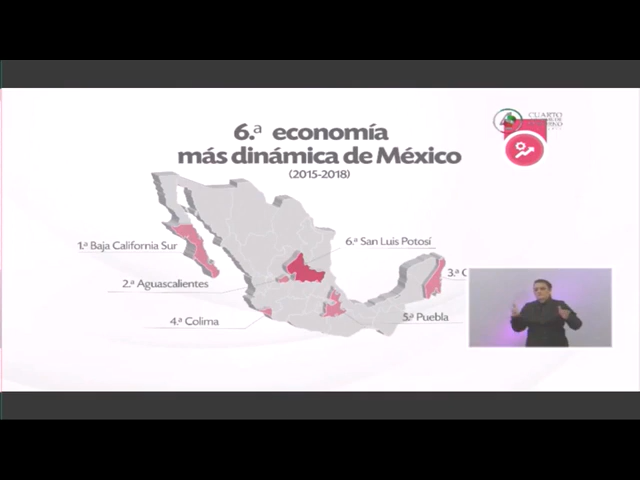 CUARTO
6.ª economía
más dinámica de México
(2015-2018)
6.ª San Luis Potosí
1.ª Baja California Sur
3.ª
2.ª Aguascalientes
4.ª Colima
5.ª Puebla